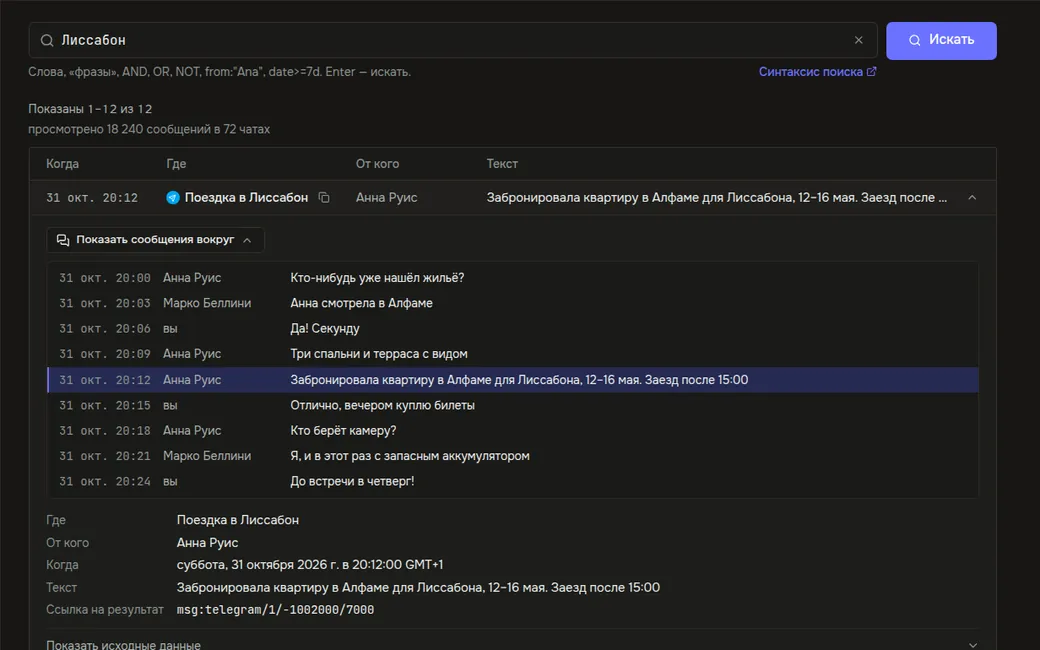 Лиссабон
Искать
Слова, «фразы», AND, OR, NOT, from:"Ana", date>=7d. Enter — искать.
Синтаксис поиска
Показаны 1–12 из 12
просмотрено 18 240 сообщений в 72 чатах
Когда Где От кого Текст
31 окт. 20:12 Поездка в Лиссабон Анна Руис Забронировала квартиру в Алфаме для Лиссабона, 12–16 мая. Заезд после ...
Показать сообщения вокруг
31 окт. 20:00 Анна Руис Кто-нибудь уже нашёл жильё?
31 окт. 20:03 Марко Беллини Анна смотрела в Алфаме
31 окт. 20:06 вы Да! Секунду
31 окт. 20:09 Анна Руис Три спальни и терраса с видом
31 окт. 20:12 Анна Руис Забронировала квартиру в Алфаме для Лиссабона, 12–16 мая. Заезд после 15:00
31 окт. 20:15 вы Отлично, вечером куплю билеты
31 окт. 20:18 Анна Руис Кто берёт камеру?
31 окт. 20:21 Марко Беллини Я, и в этот раз с запасным аккумулятором
31 окт. 20:24 вы До встречи в четверг!
Где Поездка в Лиссабон
От кого Анна Руис
Когда суббота, 31 октября 2026 г. в 20:12:00 GMT+1
Текст Забронировала квартиру в Алфаме для Лиссабона, 12–16 мая. Заезд после 15:00
Ссылка на результат msg:telegram/1/-1002000/7000
Показать исходные данные